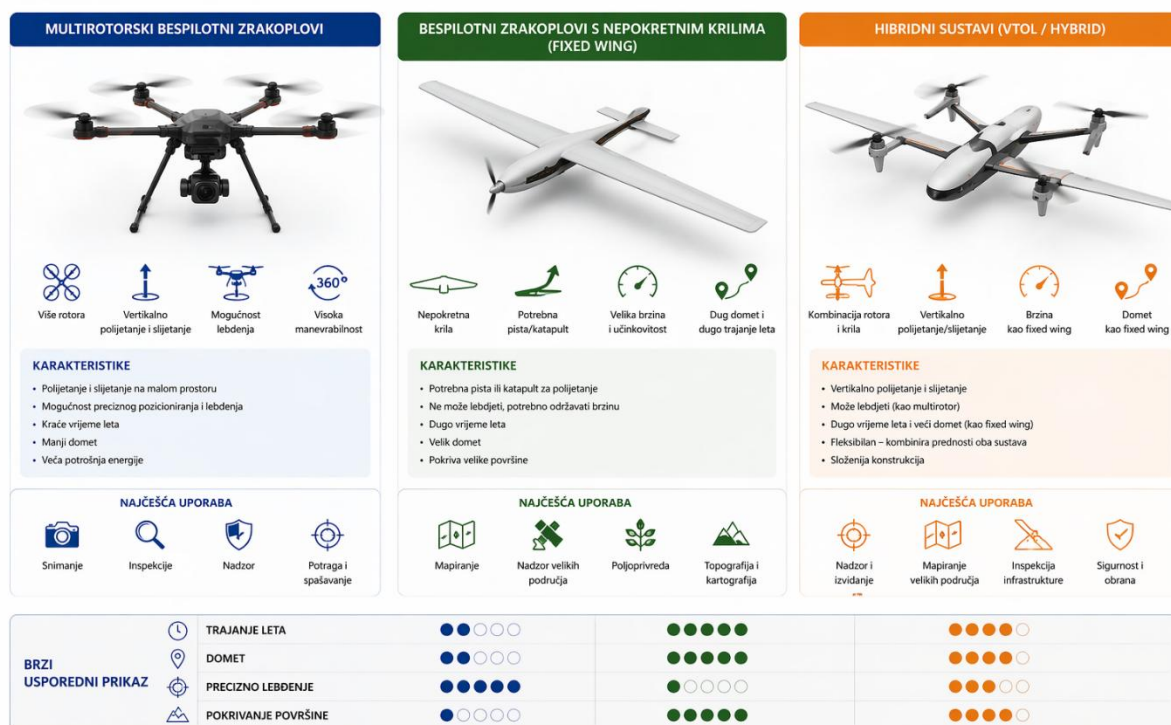 MULTIROTORSKI BESPILOTNI ZRAKOPLOVI
Više rotora
Vertikalno
polijetanje i slijetanje
Mogućnost
lebdenja
360°
Visoka
manevrabilnost
KARAKTERISTIKE
• Polijetanje i slijetanje na malom prostoru
• Mogućnost preciznog pozicioniranja i lebdenja
• Kraće vrijeme leta
• Manji domet
• Veća potrošnja energije
NAJČEŠĆA UPORABA
Snimanje
Inspekcije
Nadzor
Potraga i
spašavanje
BESPILOTNI ZRAKOPLOVI S NEPOKRETNIM KRILIMA
(FIXED WING)
Nepokretna
krila
Potrebna
pista/katapult
Velika brzina
i učinkovitost
Dug domet i
dugo trajanje leta
KARAKTERISTIKE
• Potrebna pista ili katapult za polijetanje
• Ne može lebdjeti, potrebno održavati brzinu
• Dugo vrijeme leta
• Velik domet
• Pokriva velike površine
NAJČEŠĆA UPORABA
Mapiranje
Nadzor velikih
područja
Poljoprivreda
Topografija i
kartografija
HIBRIDNI SUSTAVI (VTOL / HYBRID)
Kombinacija rotora
i krila
Vertikalno
polijetanje/slijetanje
Brzina
kao fixed wing
Domet
kao fixed wing
KARAKTERISTIKE
• Vertikalno polijetanje i slijetanje
• Može lebdjeti (kao multirotor)
• Dugo vrijeme leta i veći domet (kao fixed wing)
• Fleksibilan – kombinira prednosti oba sustava
• Složenija konstrukcija
NAJČEŠĆA UPORABA
Nadzor i
izvidanje
Mapiranje
velikih područja
Inspekcija
infrastrukture
Sigurnost i
obrana
BRZI
USPOREDNI PRIKAZ
TRAJANJE LETA
DOMET
PRECIZNO LEBĐENJE
POKRIVANJE POVRŠINE